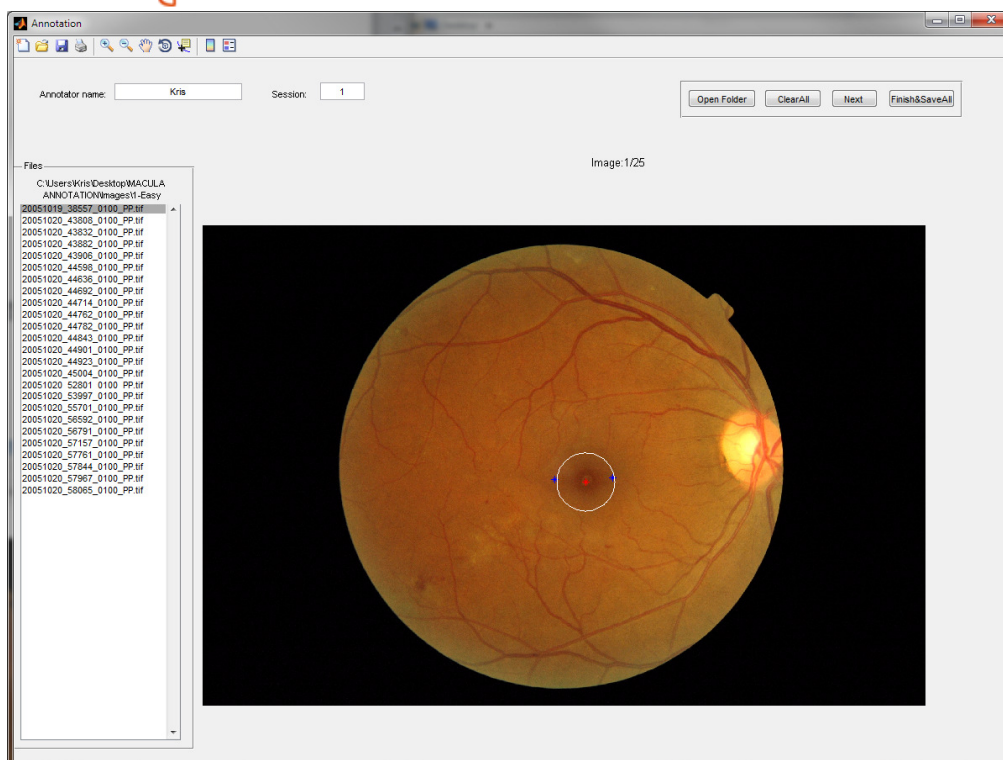 Annotation
Annotator name: Kris Session: 1
Open Folder ClearAll Next Finish&SaveAll
Image:1/25
Files
C:\Users\Kris\Desktop\MACULA
ANNOTATION\Images\1-Easy
20051019_38557_0100_PP.tif
20051020_43808_0100_PP.tif
20051020_43832_0100_PP.tif
20051020_43882_0100_PP.tif
20051020_43906_0100_PP.tif
20051020_44598_0100_PP.tif
20051020_44636_0100_PP.tif
20051020_44692_0100_PP.tif
20051020_44714_0100_PP.tif
20051020_44762_0100_PP.tif
20051020_44782_0100_PP.tif
20051020_44843_0100_PP.tif
20051020_44901_0100_PP.tif
20051020_44923_0100_PP.tif
20051020_45004_0100_PP.tif
20051020_52801_0100_PP.tif
20051020_53997_0100_PP.tif
20051020_55701_0100_PP.tif
20051020_56592_0100_PP.tif
20051020_56791_0100_PP.tif
20051020_57157_0100_PP.tif
20051020_57761_0100_PP.tif
20051020_57844_0100_PP.tif
20051020_57967_0100_PP.tif
20051020_58065_0100_PP.tif